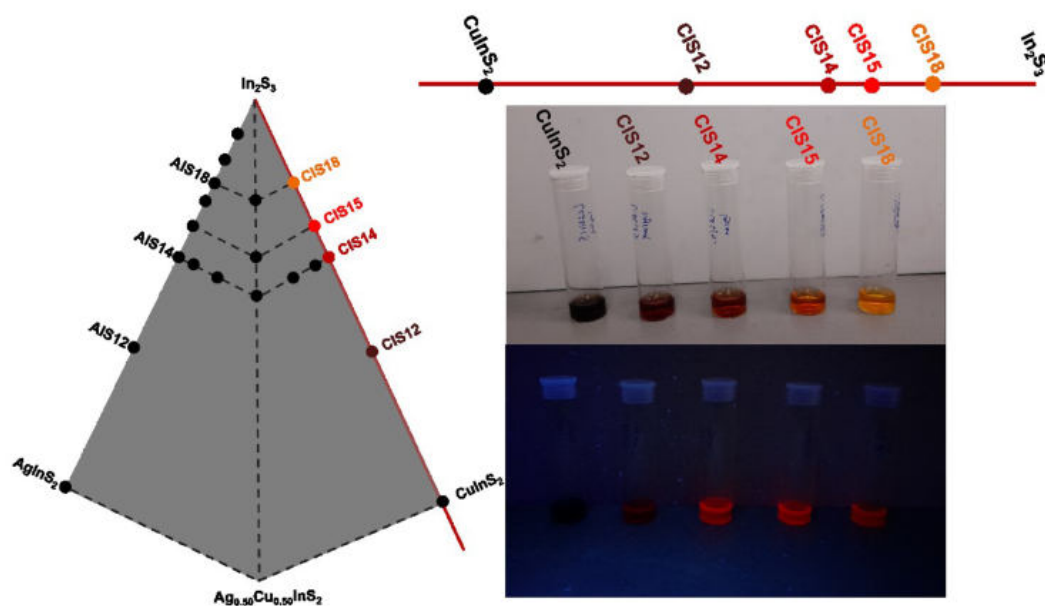 In₂S₃
AIS18
AIS14
AIS12
AgInS₂
Ag₀.₅₀Cu₀.₅₀InS₂
CIS18
CIS15
CIS14
CIS12
CuInS₂
CuInS₂
CIS12
CIS14
CIS15
CIS18
In₂S₃
CuInS₂
CIS12
CIS14
CIS15
CIS18